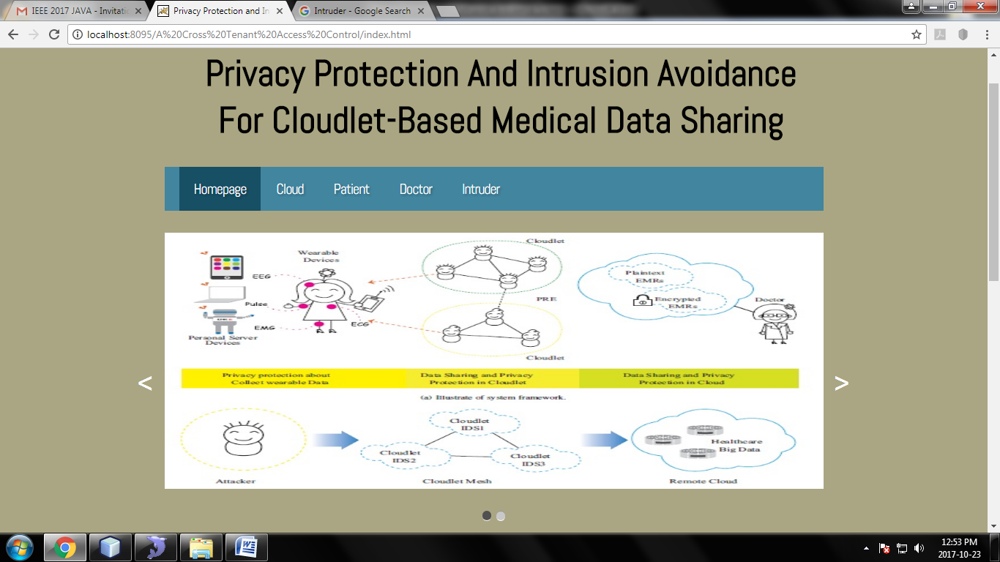 IEEE 2017 JAVA - Invitati
Privacy Protection and In
Intruder - Google Search
localhost:8095/A%20Cross%20Tenant%20Access%20Control/index.html
Privacy Protection And Intrusion Avoidance
For Cloudlet-Based Medical Data Sharing
Homepage
Cloud
Patient
Doctor
Intruder
Cloudlet
Wearable
Devices
EEG
Pulse
EMG
ECG
Personal Server
Devices
PRE
Cloudlet
Plaintext
EMRs
Encrypted
EMRs
Doctor
Privacy protection about
Collect wearable Data
Data Sharing and Privacy
Protection in Cloudlet
Data Sharing and Privacy
Protection in Cloud
<
>
(a) Illustrate of system framework.
Cloudlet
IDS1
Cloudlet
IDS2
Cloudlet
IDS3
Healthcare
Big Data
Attacker
Cloudlet Mesh
Remote Cloud
12:53 PM
2017-10-23